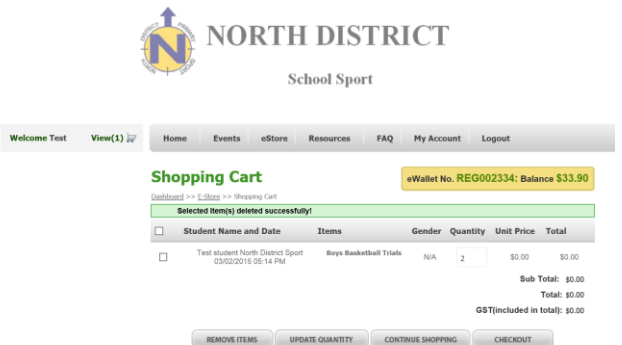 NORTH DISTRICT
School Sport
Welcome Test View(1) Home Events eStore Resources FAQ My Account Logout
Shopping Cart
eWallet No. REG002334: Balance $33.90
Dashboard >> E-Store >> Shopping Cart
Selected Item(s) deleted successfully!
Student Name and Date Items Gender Quantity Unit Price Total
Test student North District Sport Boys Basketball Trials N/A 2 $0.00 $0.00
03/02/2015 05:14 PM
Sub Total: $0.00
Total: $0.00
GST(included in total): $0.00
REMOVE ITEMS UPDATE QUANTITY CONTINUE SHOPPING CHECKOUT